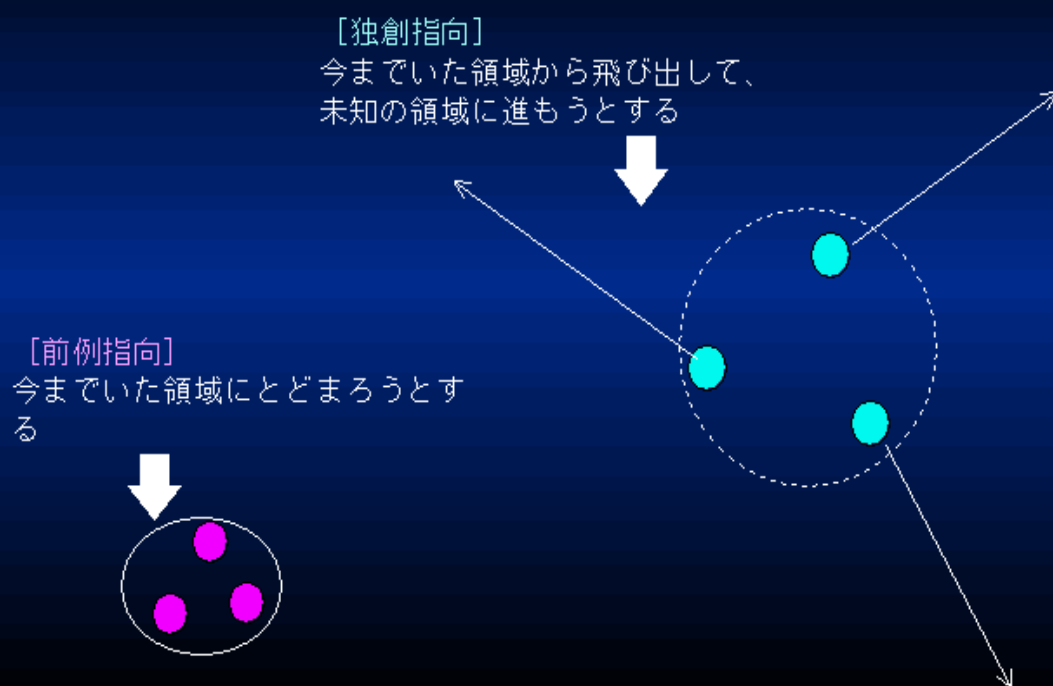 [独創指向]
今までいた領域から飛び出して、
未知の領域に進もうとする
[前例指向]
今までいた領域にとどまろうとす
る